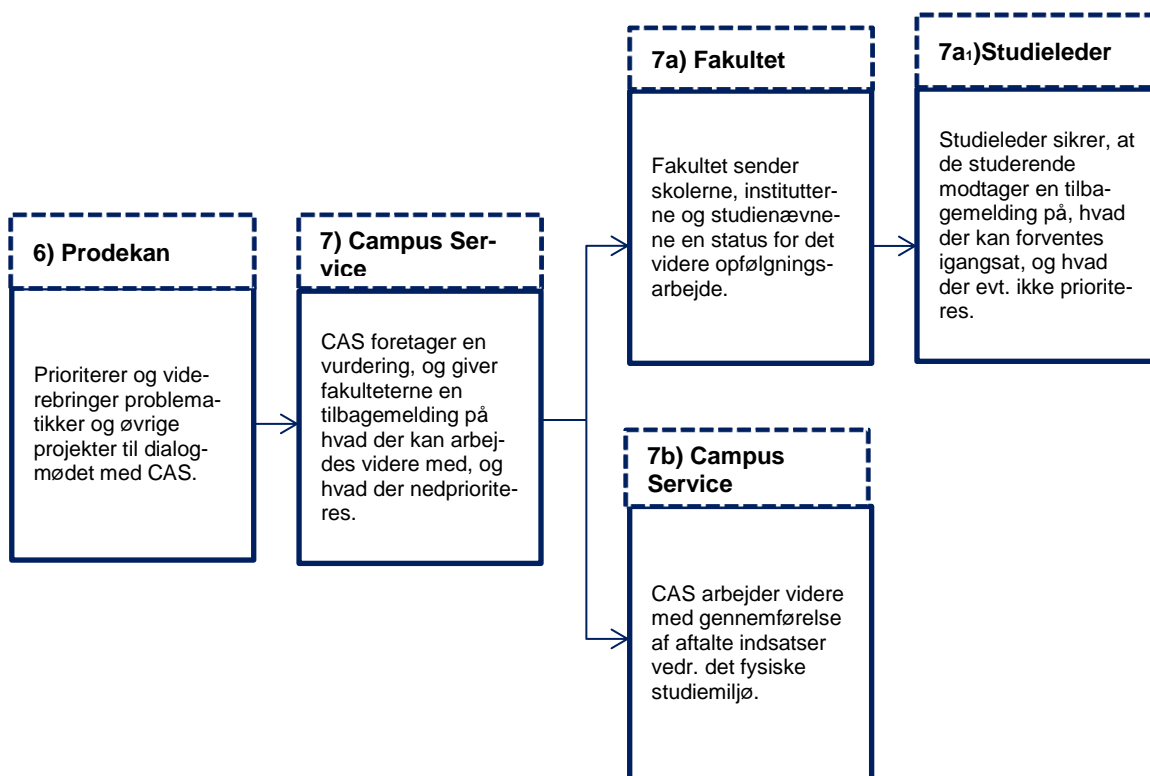 6) Prodekan
Prioriterer og vide-
rebringer problema-
tikker og øvrige
projekter til dialog-
mødet med CAS.
7) Campus Ser-
vice
CAS foretager en
vurdering, og giver
fakulteterne en
tilbagemelding på
hvad der kan arbej-
des videre med, og
hvad der nedpriorite-
res.
7a) Fakultet
Fakultet sender
skolerne, institutter-
ne og studienævne-
ne en status for det
videre opfølgnings-
arbejde.
7a₁)Studieleder
Studieleder sikrer, at
de studerende
modtager en tilba-
gemelding på, hvad
der kan forventes
igangsat, og hvad
der evt. ikke priorite-
res.
7b) Campus
Service
CAS arbejder videre
med gennemførelse
af aftalte indsatser
vedr. det fysiske
studiemiljø.